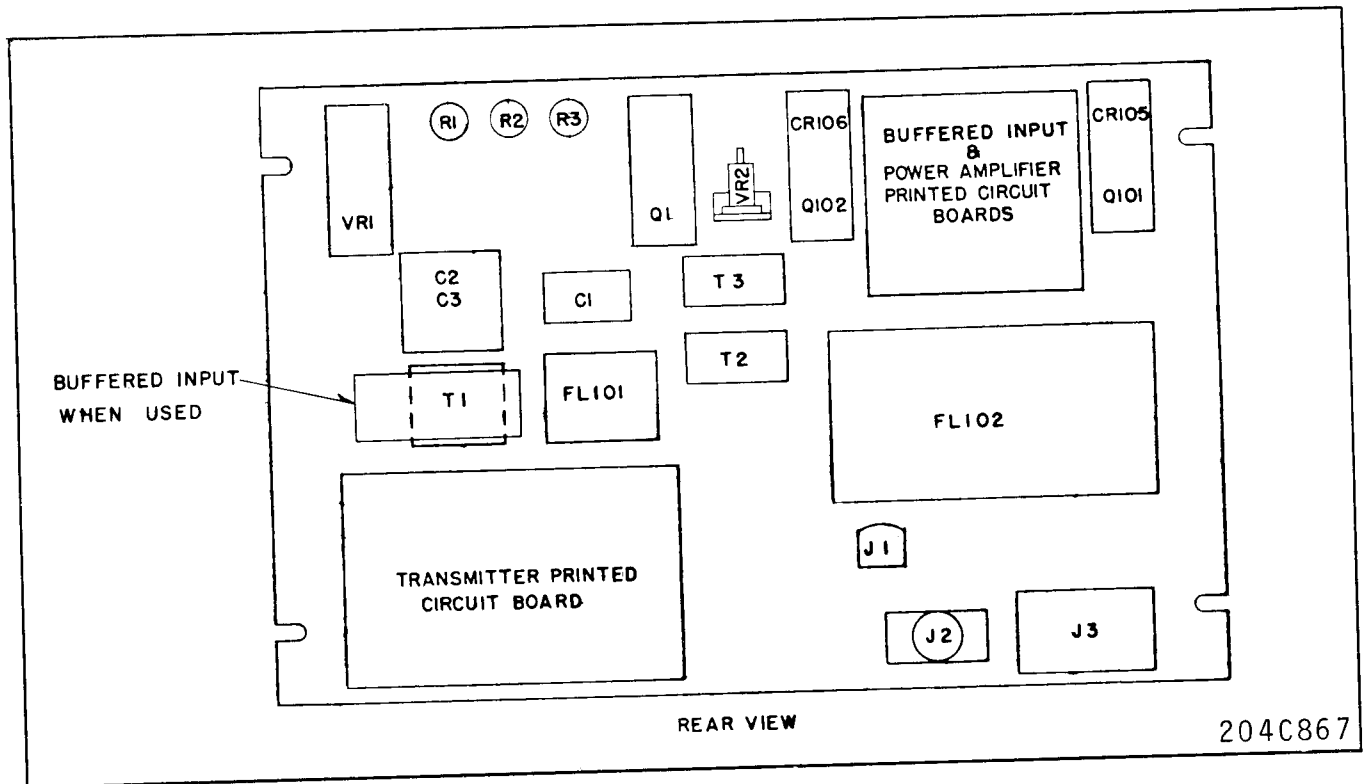 R1
R2
R3
VR1
Q1
VR2
CR106
Q102
BUFFERED INPUT
&
POWER AMPLIFIER
PRINTED CIRCUIT
BOARDS
CR105
Q101
C2
C3
C1
T3
T2
BUFFERED INPUT
WHEN USED
T1
FL101
FL102
TRANSMITTER PRINTED
CIRCUIT BOARD
J1
J2
J3
REAR VIEW
204C867